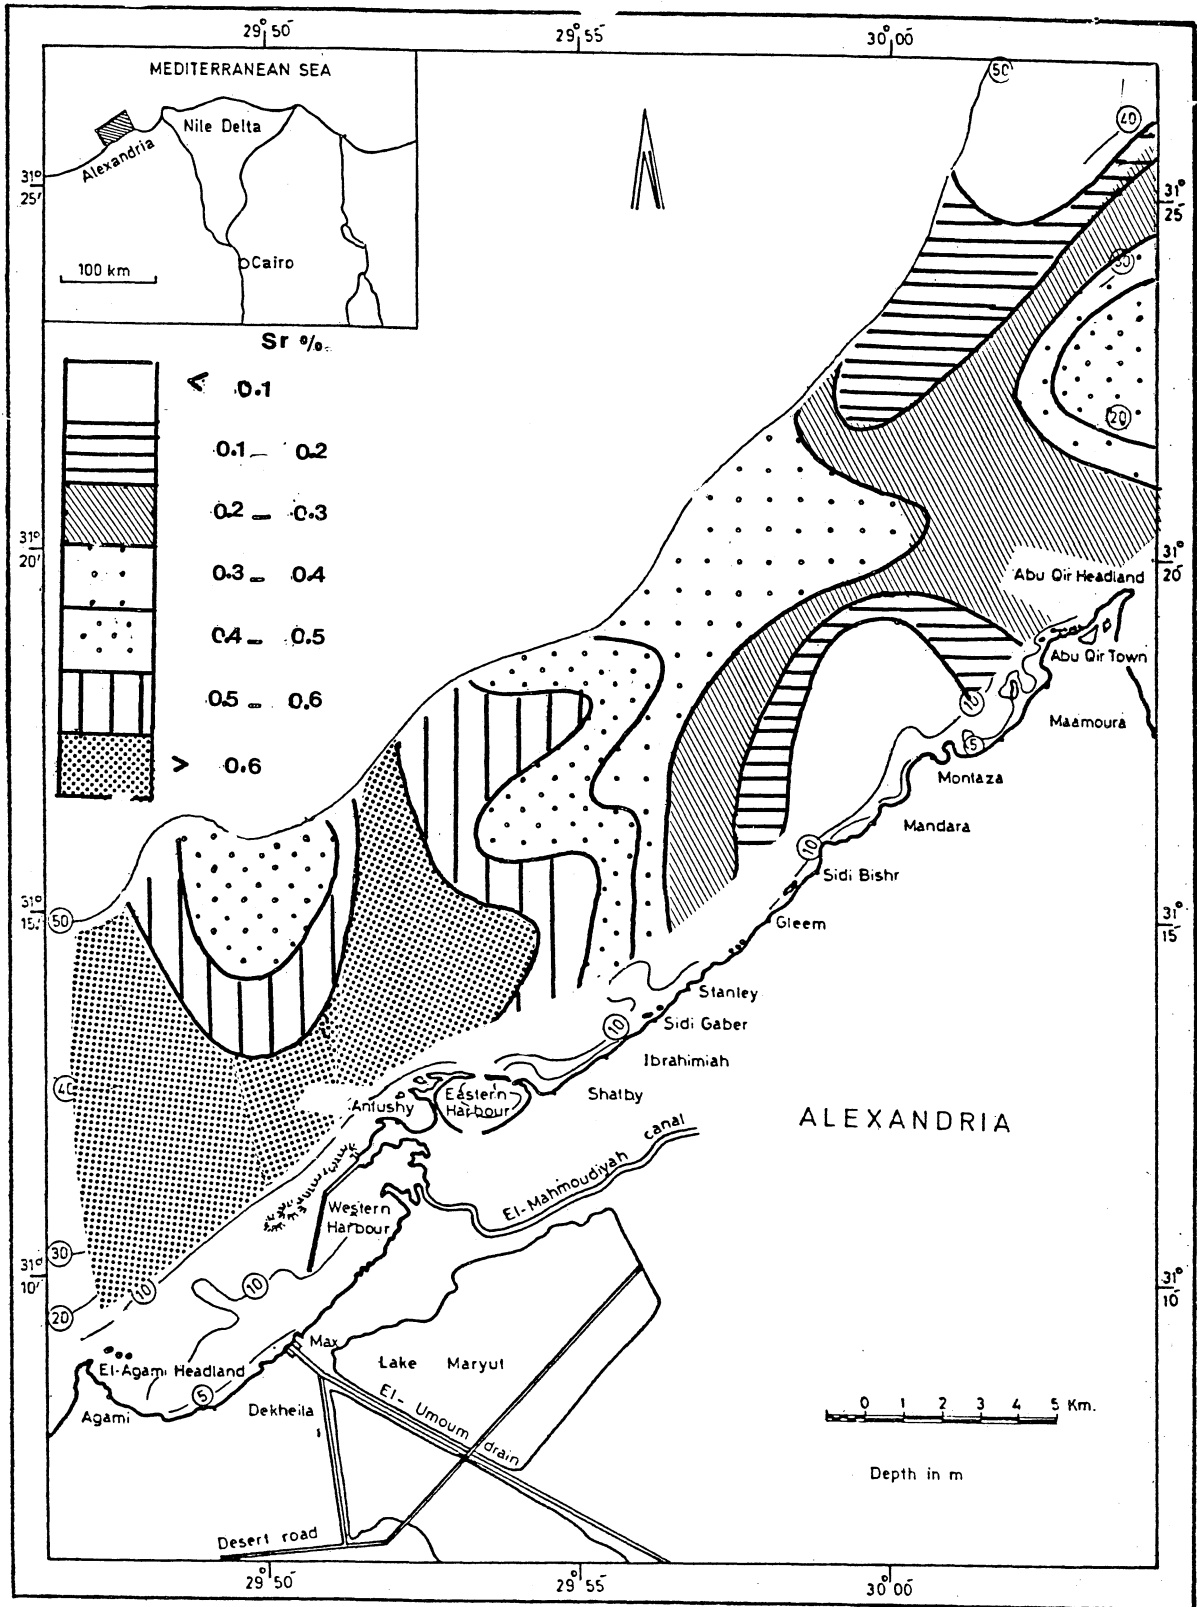 29° 50′
29° 55′
30° 00′
MEDITERRANEAN SEA
Nile Delta
Alexandria
Cairo
100 km
50
40
31° 25′
31° 25′
30
20
Sr %
< 0.1
0.1 – 0.2
0.2 – 0.3
0.3 – 0.4
0.4 – 0.5
0.5 – 0.6
> 0.6
31° 20′
31° 20′
Abu Qir Headland
Abu Qir Town
10
Maamoura
5
Montaza
Mandara
10
Sidi Bishr
31° 15′
50
Gleem
31° 15′
Stanley
10
Sidi Gaber
Ibrahimiah
40
Anfushy
Eastern Harbour
Shatby
ALEXANDRIA
El-Mahmoudiyah canal
Western Harbour
30
31° 10′
10
10
31° 10′
20
Max
El-Agami Headland
Lake Maryut
5
Agami
Dekheila
El-Umoum drain
0 1 2 3 4 5 Km.
Depth in m
Desert road
29° 50′
29° 55′
30° 00′